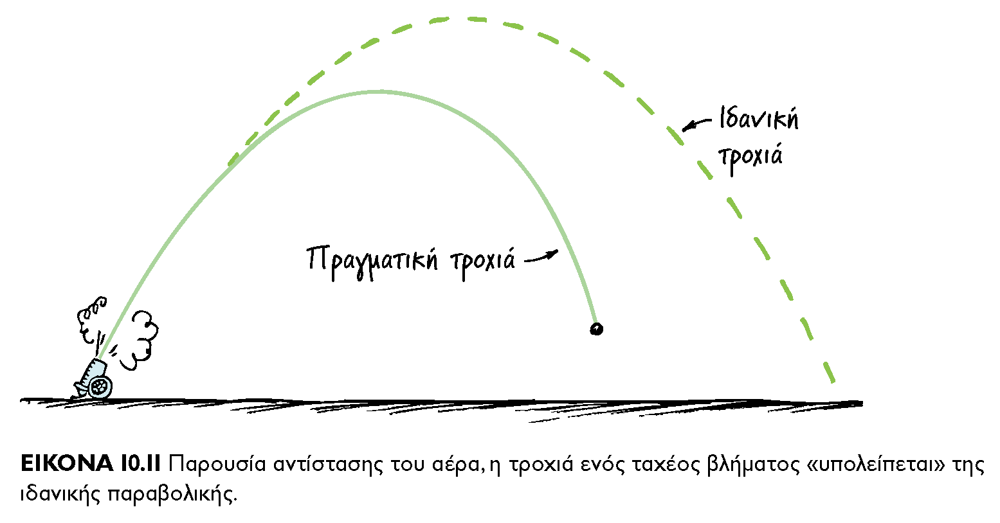 Ιδανική
τροχιά
Πραγματική τροχιά
ΕΙΚΟΝΑ 10.11 Παρουσία αντίστασης του αέρα, η τροχιά ενός ταχέος βλήματος «υπολείπεται» της
ιδανικής παραβολικής.